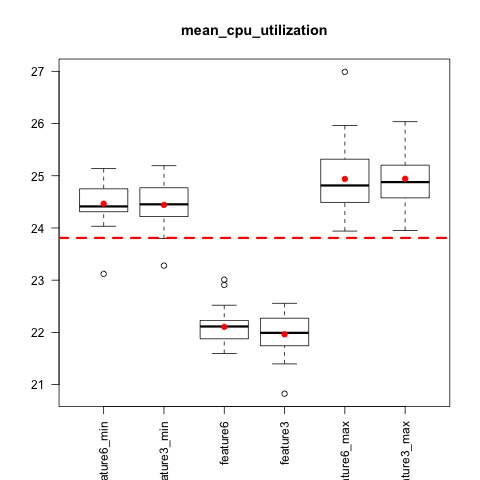 mean_cpu_utilization
27
26
25
24
23
22
21
ature6_min
ature3_min
feature6
feature3
ture6_max
ture3_max